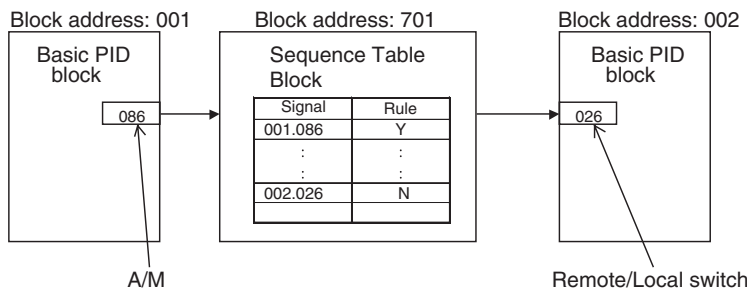 Block address: 001
Block address: 701
Block address: 002
Basic PID
block
086
Sequence Table
Block
Signal
Rule
001.086
Y
:
:
:
:
002.026
N
Basic PID
block
026
A/M
Remote/Local switch